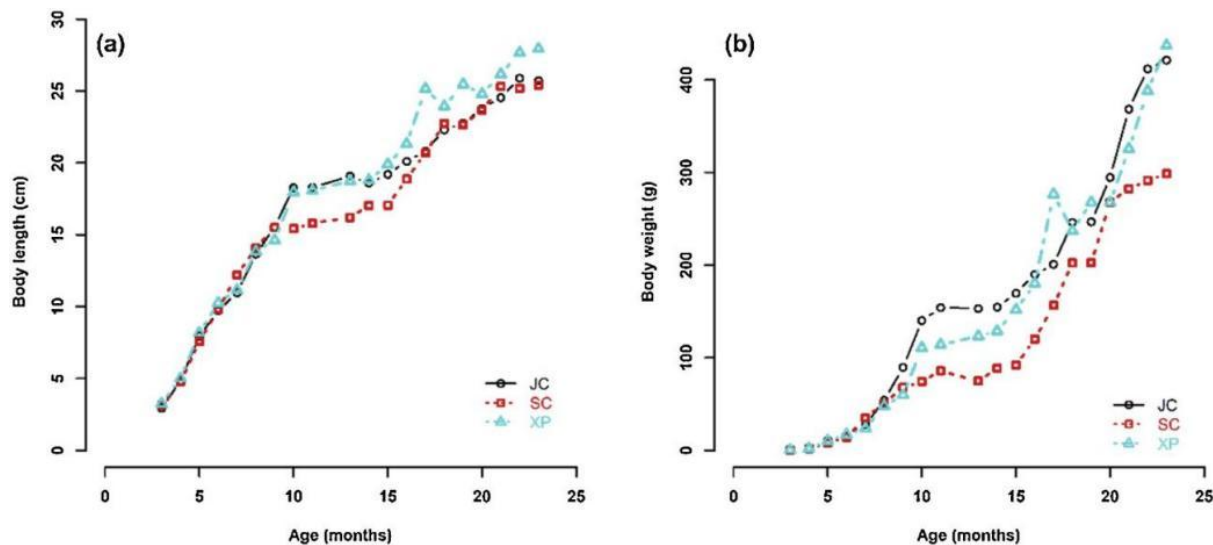 (a)
Body length (cm)
30
25
20
15
10
5
0
JC
SC
XP
0 5 10 15 20 25
Age (months)
(b)
Body weight (g)
400
300
200
100
0
JC
SC
XP
0 5 10 15 20 25
Age (months)